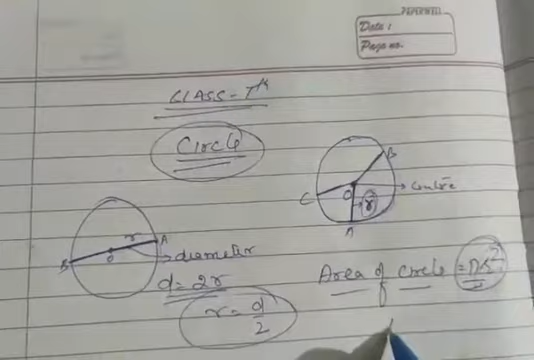 PAPERWELL
Date :
Page no.
CLASS - 7th
Circle
B
C
O
→ centre
r
A
r
A
B
O
→ diameter
d = 2r
r = d/2
Area of circle = πr²